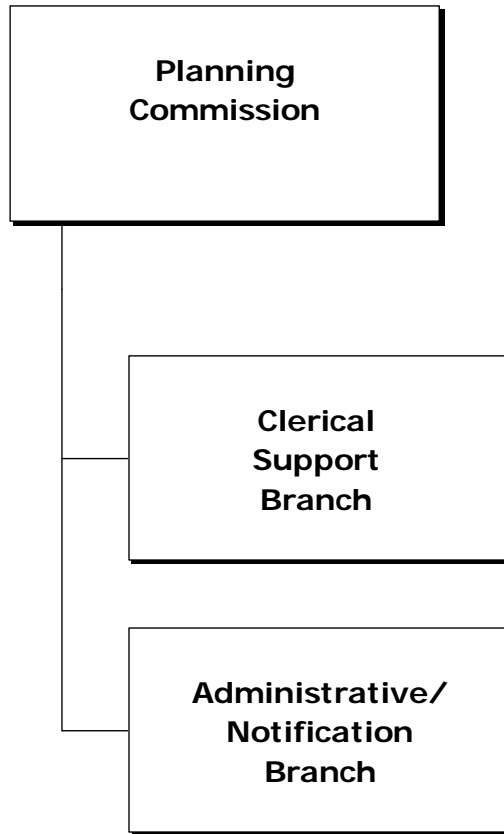 Planning
Commission
Clerical
Support
Branch
Administrative/
Notification
Branch